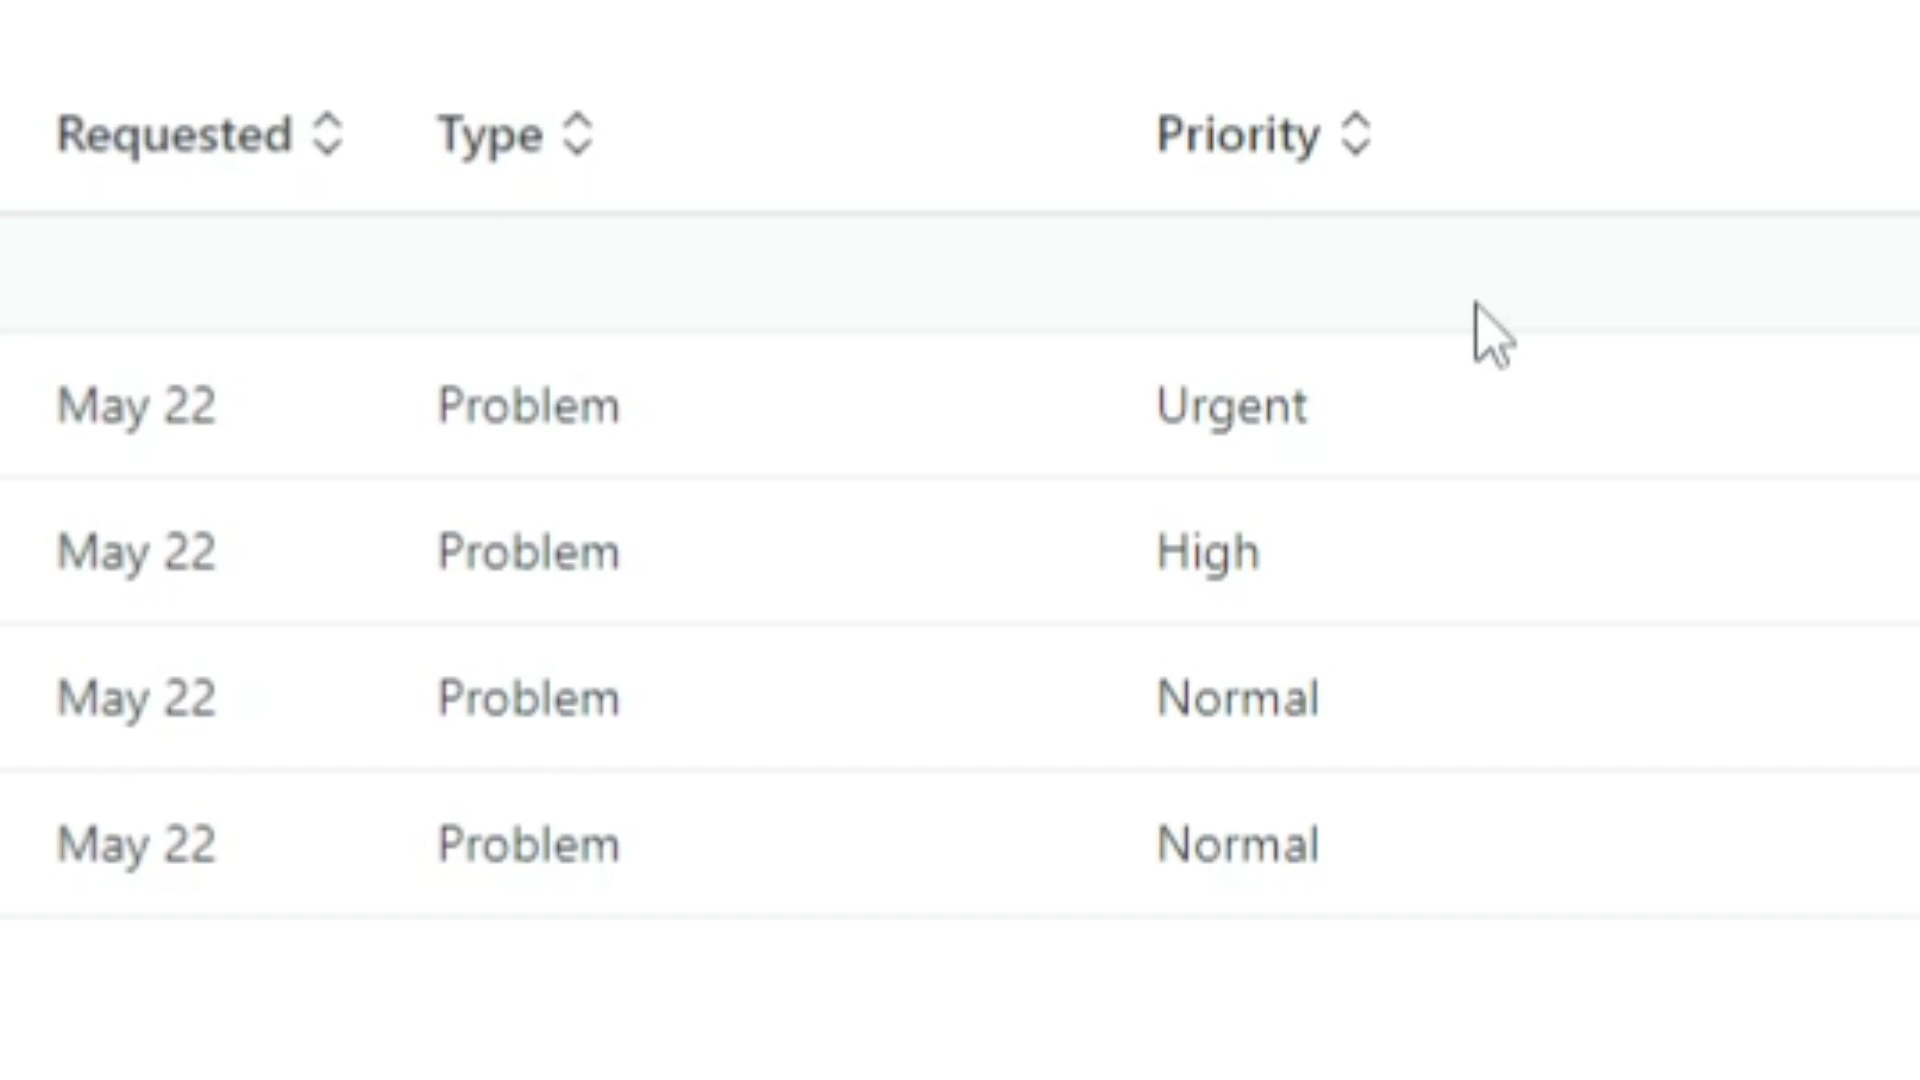 Requested Type Priority
May 22 Problem Urgent
May 22 Problem High
May 22 Problem Normal
May 22 Problem Normal